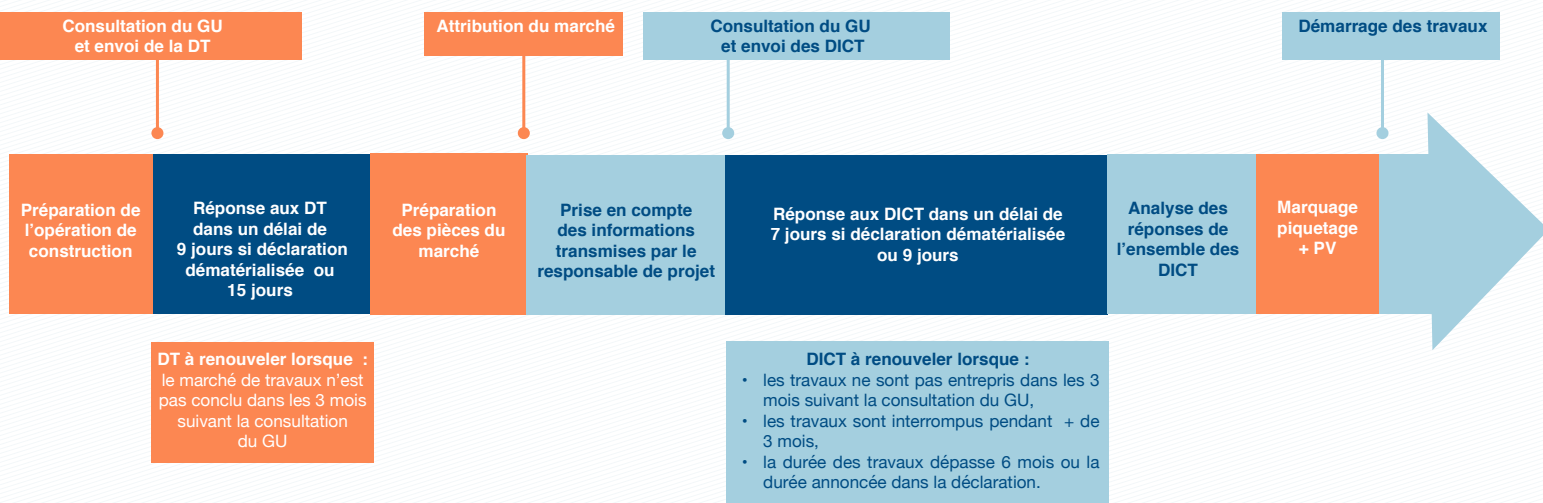 Consultation du GU
et envoi de la DT
Attribution du marché
Consultation du GU
et envoi des DICT
Démarrage des travaux
Préparation de
l'opération de
construction
Réponse aux DT
dans un délai de
9 jours si déclaration
dématérialisée ou
15 jours
Préparation
des pièces du
marché
Prise en compte
des informations
transmises par le
responsable de projet
Réponse aux DICT dans un délai de
7 jours si déclaration dématérialisée
ou 9 jours
Analyse des
réponses de
l'ensemble des
DICT
Marquage
piquetage
+ PV
DT à renouveler lorsque :
le marché de travaux n'est
pas conclu dans les 3 mois
suivant la consultation
du GU
DICT à renouveler lorsque :
• les travaux ne sont pas entrepris dans les 3
mois suivant la consultation du GU,
• les travaux sont interrompus pendant + de
3 mois,
• la durée des travaux dépasse 6 mois ou la
durée annoncée dans la déclaration.